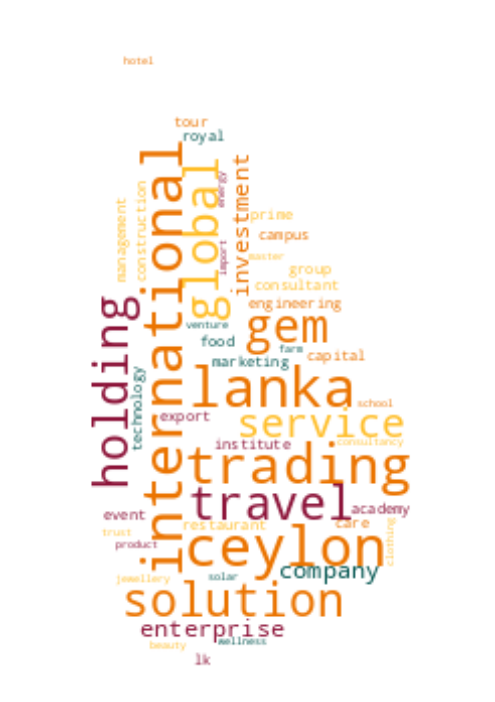 hotel
tour
royal
international
global
energy
investment
management
construction
prime
campus
import
master
group
consultant
holding
engineering
gem
venture
food
farm
marketing
capital
technology
lanka
school
export
service
institute
consultancy
trading
travel
academy
event
restaurant
care
clothing
trust
product
ceylon
company
solar
jewellery
solution
enterprise
wellness
beauty
lk